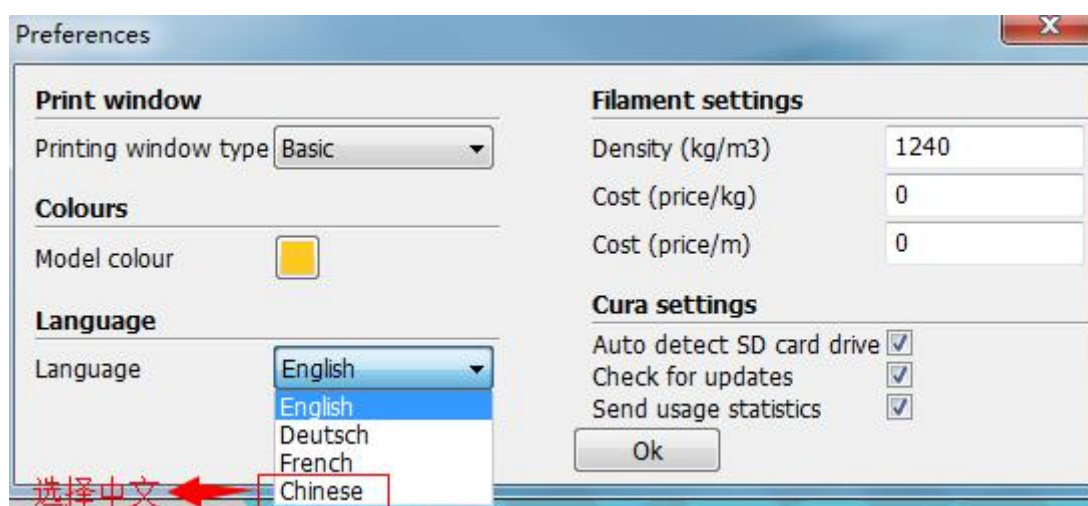 Preferences
Print window
Printing window type Basic
Colours
Model colour
Language
Language English
English
Deutsch
French
选择中文 Chinese
Filament settings
Density (kg/m3) 1240
Cost (price/kg) 0
Cost (price/m) 0
Cura settings
Auto detect SD card drive
Check for updates
Send usage statistics
Ok